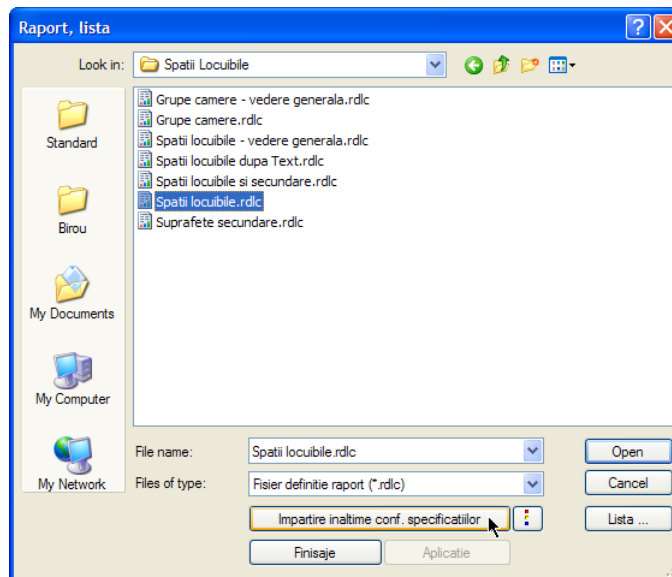 Raport, lista
Look in: Spatii Locuibile
Grupe camere - vedere generala.rdlc
Grupe camere.rdlc
Spatii locuibile - vedere generala.rdlc
Spatii locuibile dupa Text.rdlc
Spatii locuibile si secundare.rdlc
Spatii locuibile.rdlc
Suprafete secundare.rdlc
Standard
Birou
My Documents
My Computer
My Network
File name: Spatii locuibile.rdlc Open
Files of type: Fisier definitie raport (*.rdlc) Cancel
Impartire inaltime conf. specificatiilor Lista ...
Finisaje Aplicatie